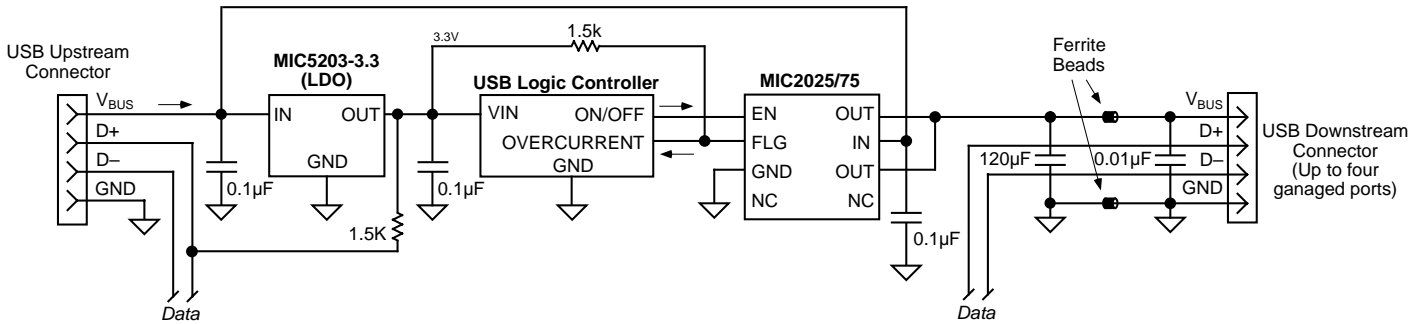 USB Upstream
Connector
VBUS
D+
D–
GND
Data
0.1µF
MIC5203-3.3
(LDO)
IN
OUT
GND
1.5K
3.3V
1.5k
0.1µF
USB Logic Controller
VIN
ON/OFF
OVERCURRENT
GND
MIC2025/75
EN
OUT
FLG
IN
GND
OUT
NC
NC
0.1µF
Ferrite
Beads
120µF
0.01µF
Data
VBUS
D+
D–
GND
USB Downstream
Connector
(Up to four
ganaged ports)